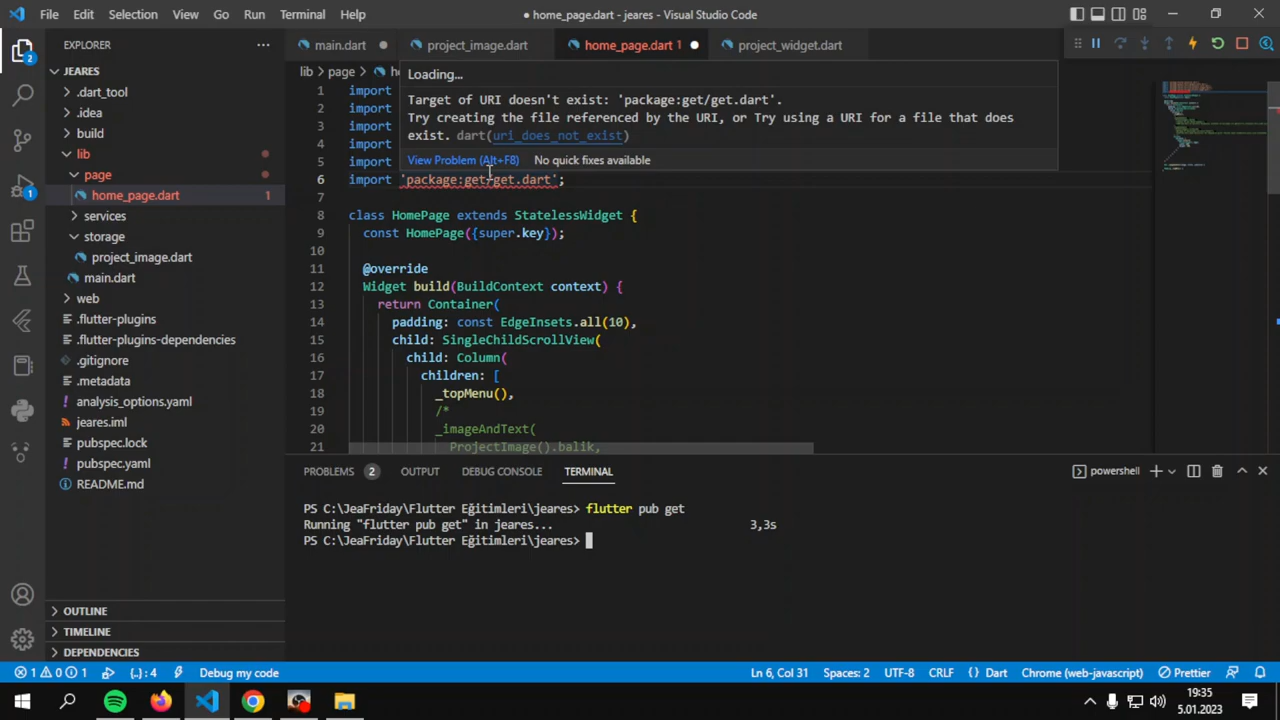 File Edit Selection View Go Run Terminal Help
● home_page.dart - jeares - Visual Studio Code
EXPLORER
JEARES
.dart_tool
.idea
build
lib
page
home_page.dart 1
services
storage
project_image.dart
main.dart
web
.flutter-plugins
.flutter-plugins-dependencies
.gitignore
.metadata
analysis_options.yaml
jeares.iml
pubspec.lock
pubspec.yaml
README.md
OUTLINE
TIMELINE
DEPENDENCIES
2
1
main.dart project_image.dart home_page.dart 1 project_widget.dart
lib > page >
Loading...
Target of URI doesn't exist: 'package:get/get.dart'.
Try creating the file referenced by the URI, or Try using a URI for a file that does
exist. dart(uri_does_not_exist)
View Problem (Alt+F8) No quick fixes available
1 import
2 import
3 import
4 import
5 import
6 import 'package:get/get.dart';
7
8 class HomePage extends StatelessWidget {
9 const HomePage({super.key});
10
11 @override
12 Widget build(BuildContext context) {
13 return Container(
14 padding: const EdgeInsets.all(10),
15 child: SingleChildScrollView(
16 child: Column(
17 children: [
18 _topMenu(),
19 /*
20 _imageAndText(
21 ProjectImage().balik,
PROBLEMS 2 OUTPUT DEBUG CONSOLE TERMINAL
powershell
PS C:\JeaFriday\Flutter Eğitimleri\jeares> flutter pub get
Running "flutter pub get" in jeares... 3,3s
PS C:\JeaFriday\Flutter Eğitimleri\jeares>
1 0 1 {..}: 4 Debug my code
Ln 6, Col 31 Spaces: 2 UTF-8 CRLF {} Dart Chrome (web-javascript) Prettier
19:35
5.01.2023